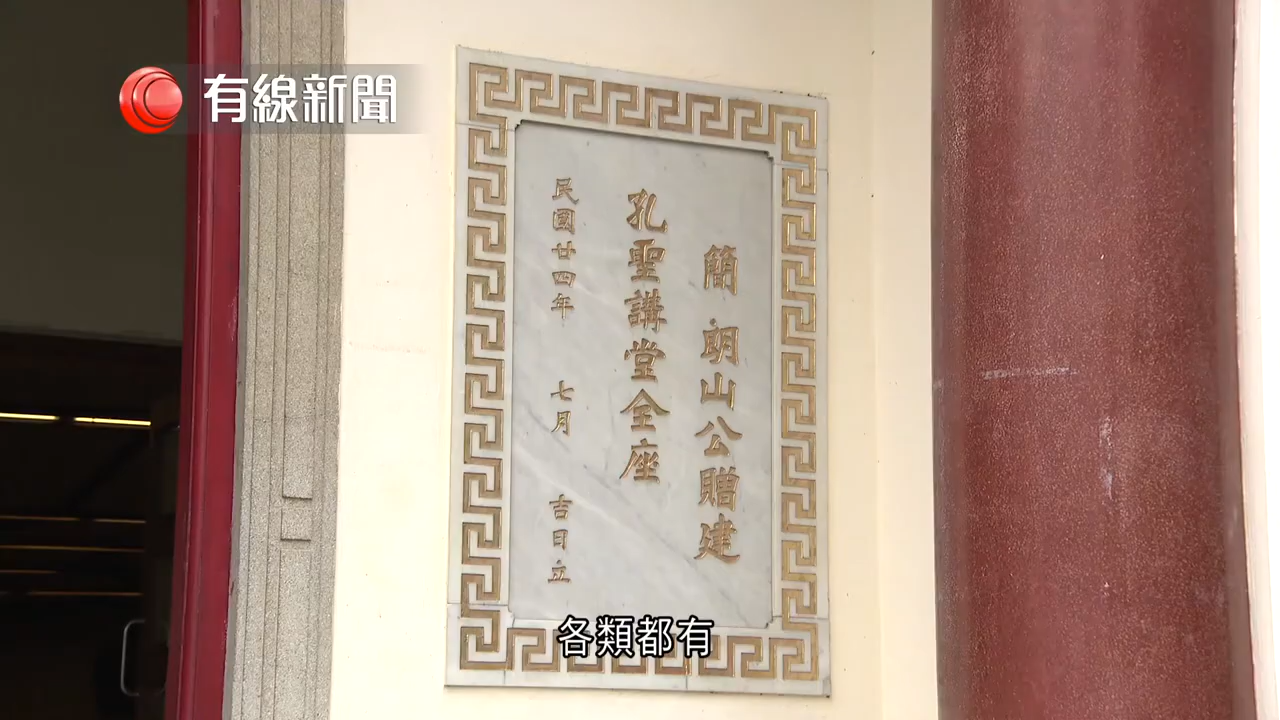 有線新聞
簡朗山公贈建
孔聖講堂全座
民國廿四年 七月 吉日立
各類都有